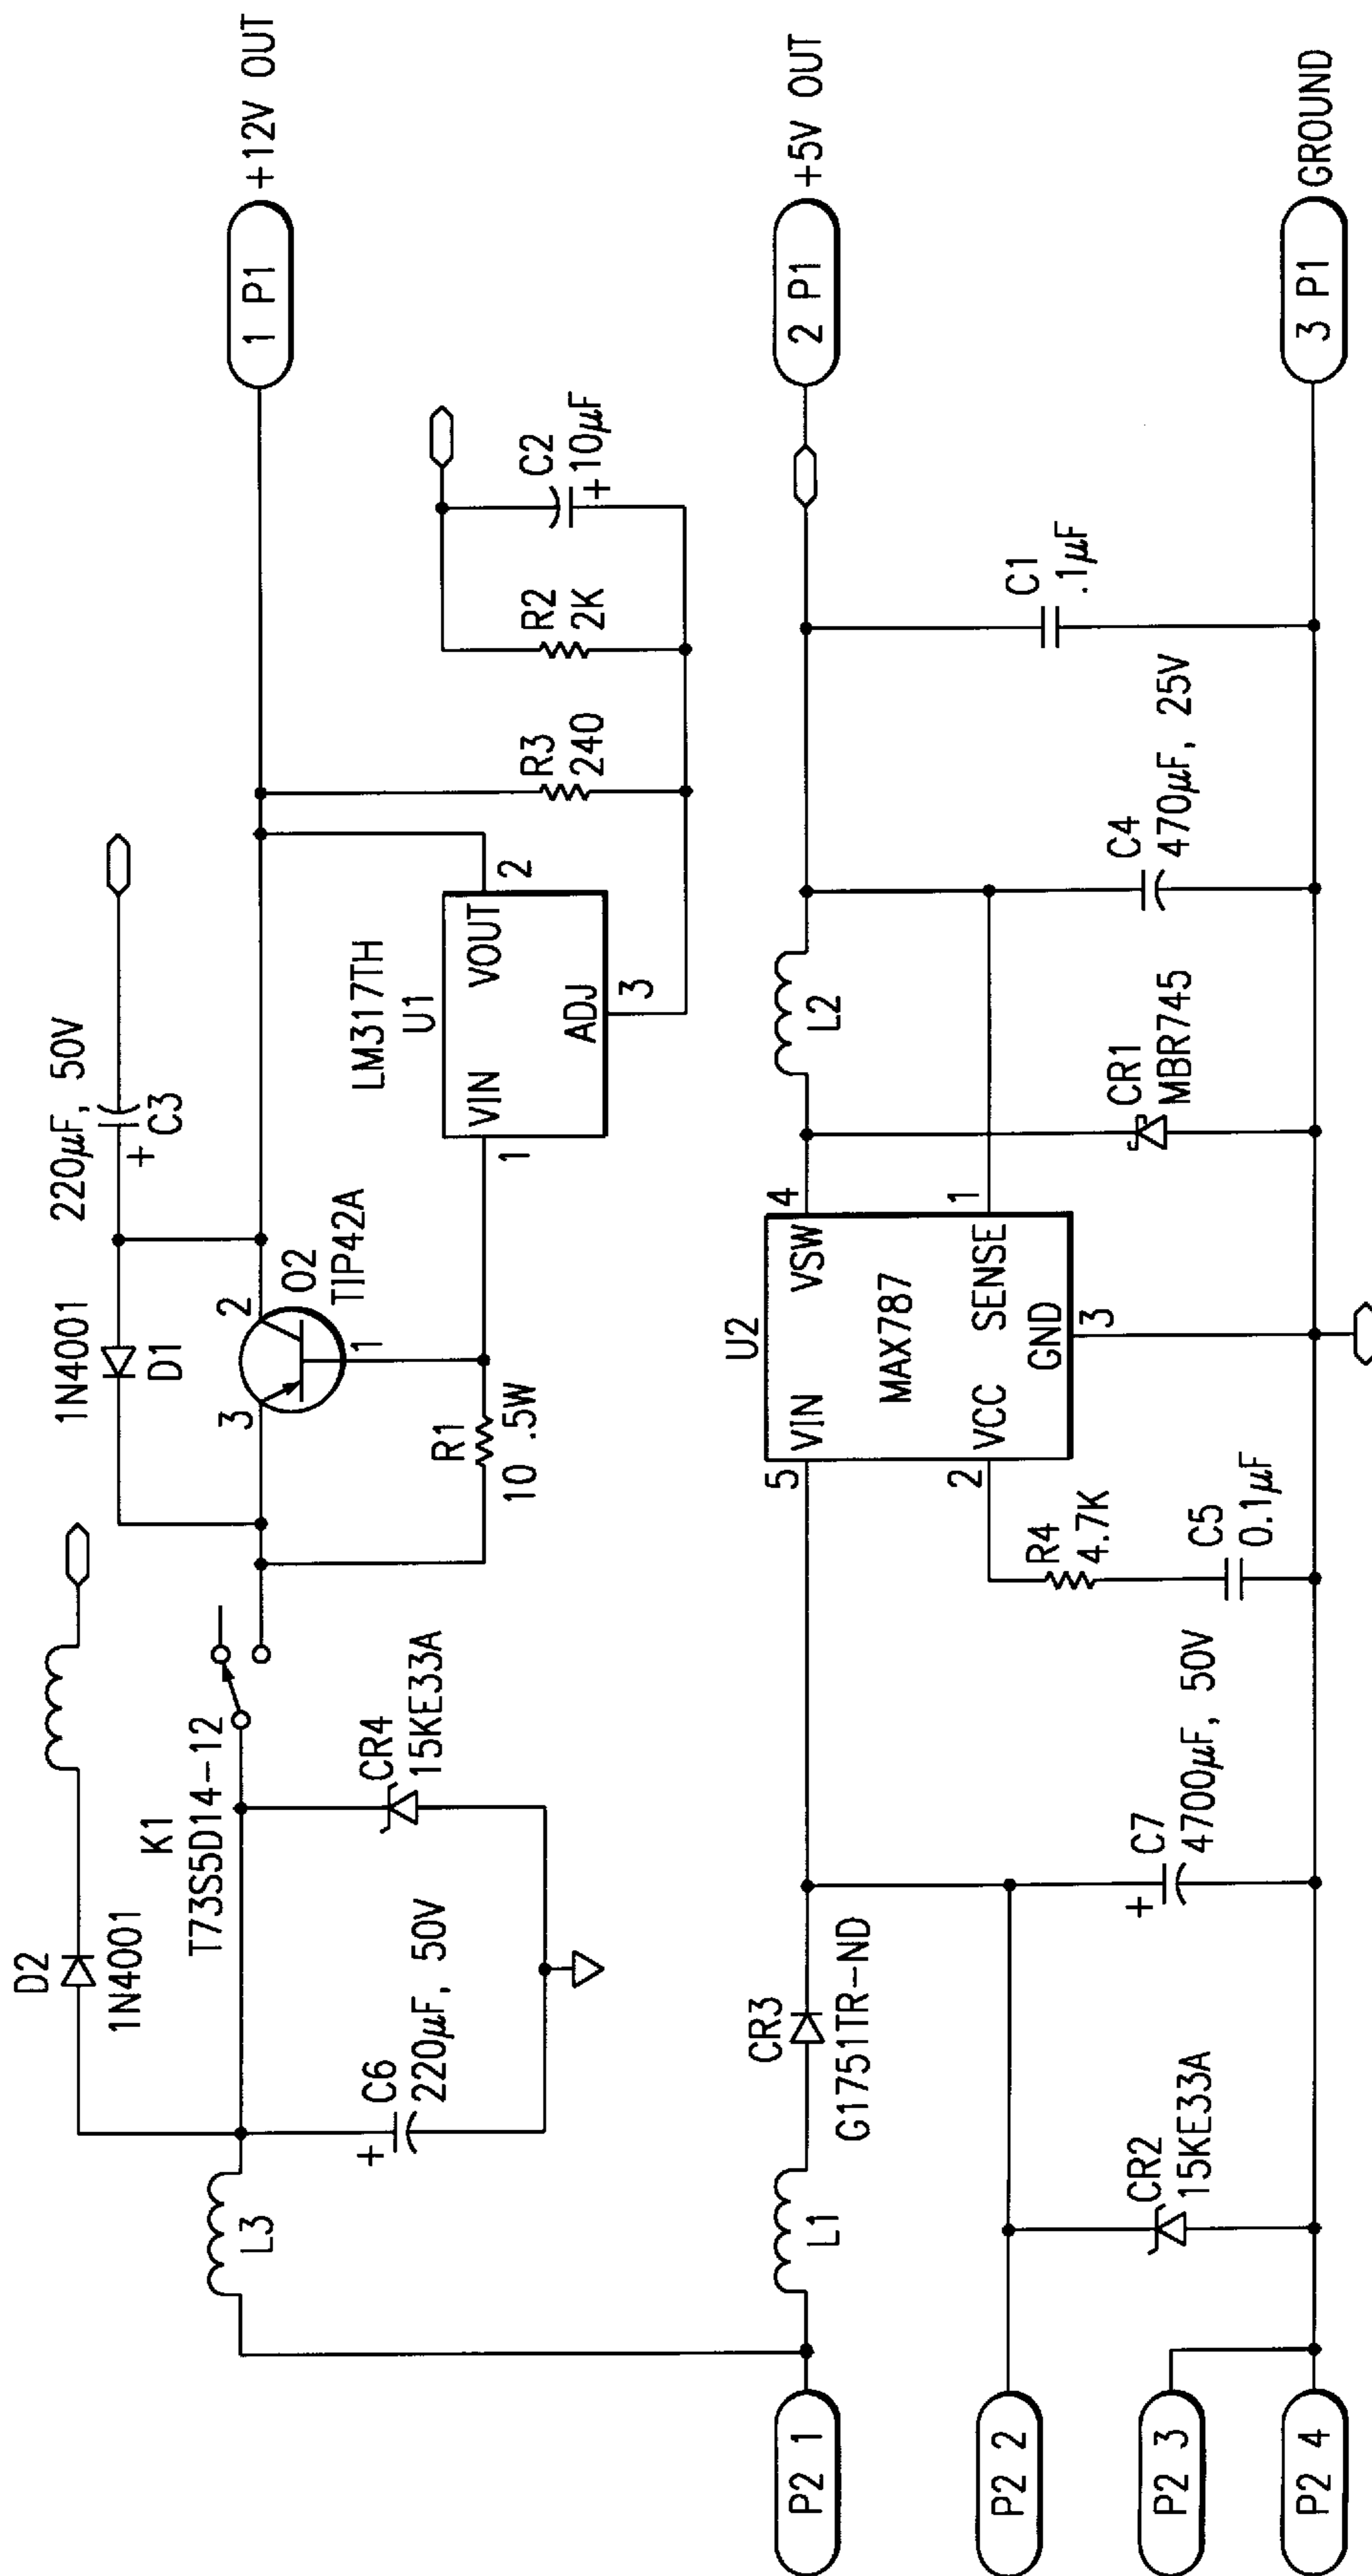 D2
1N4001
K1
T73S5D14-12
L3
C6
220μF, 50V
+
CR4
15KE33A
1N4001
D1
220μF, 50V
+
C3
3
2
1
O2
TIP42A
R1
10 .5W
LM317TH
U1
VIN
VOUT
ADJ
1
2
3
R3
240
R2
2K
C2
+10μF
1 P1
+12V OUT
P2 1
L1
CR3
G1751TR-ND
U2
5
VIN
VSW
4
MAX787
2
VCC
SENSE
1
GND
3
L2
2 P1
+5V OUT
P2 2
CR2
15KE33A
+
C7
4700μF, 50V
R4
4.7K
C5
0.1μF
CR1
MBR745
C4
470μF, 25V
C1
.1μF
P2 3
P2 4
3 P1
GROUND